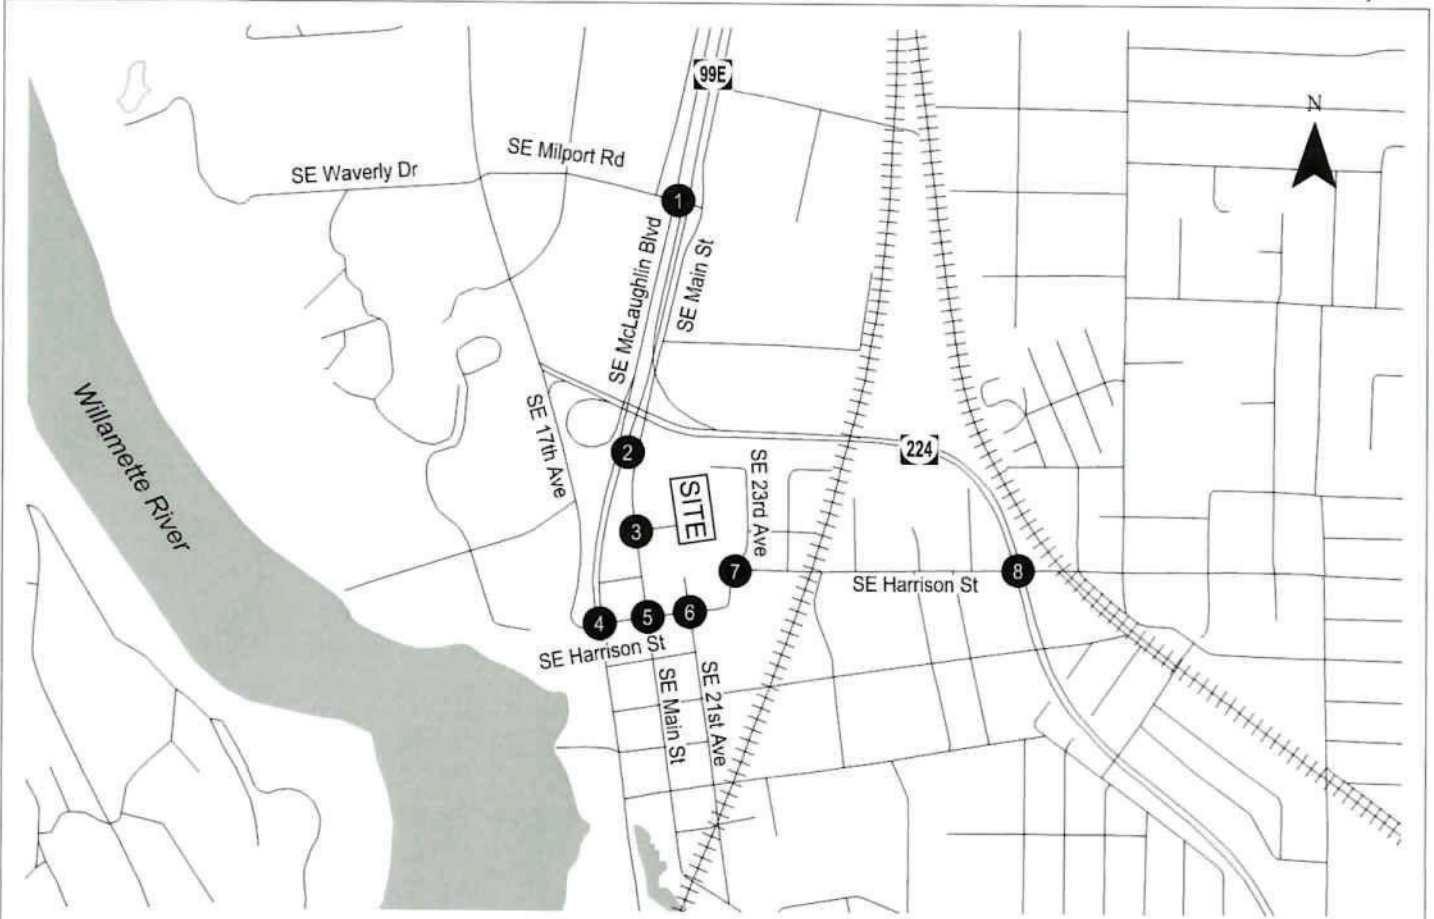 99E
N
SE Milport Rd
SE Waverly Dr
1
SE McLaughlin Blvd
SE Main St
Willamette River
SE 17th Ave
2
224
SITE
SE 23rd Ave
3
7
SE Harrison St
8
4
5
6
SE Harrison St
SE Main St
SE 21st Ave